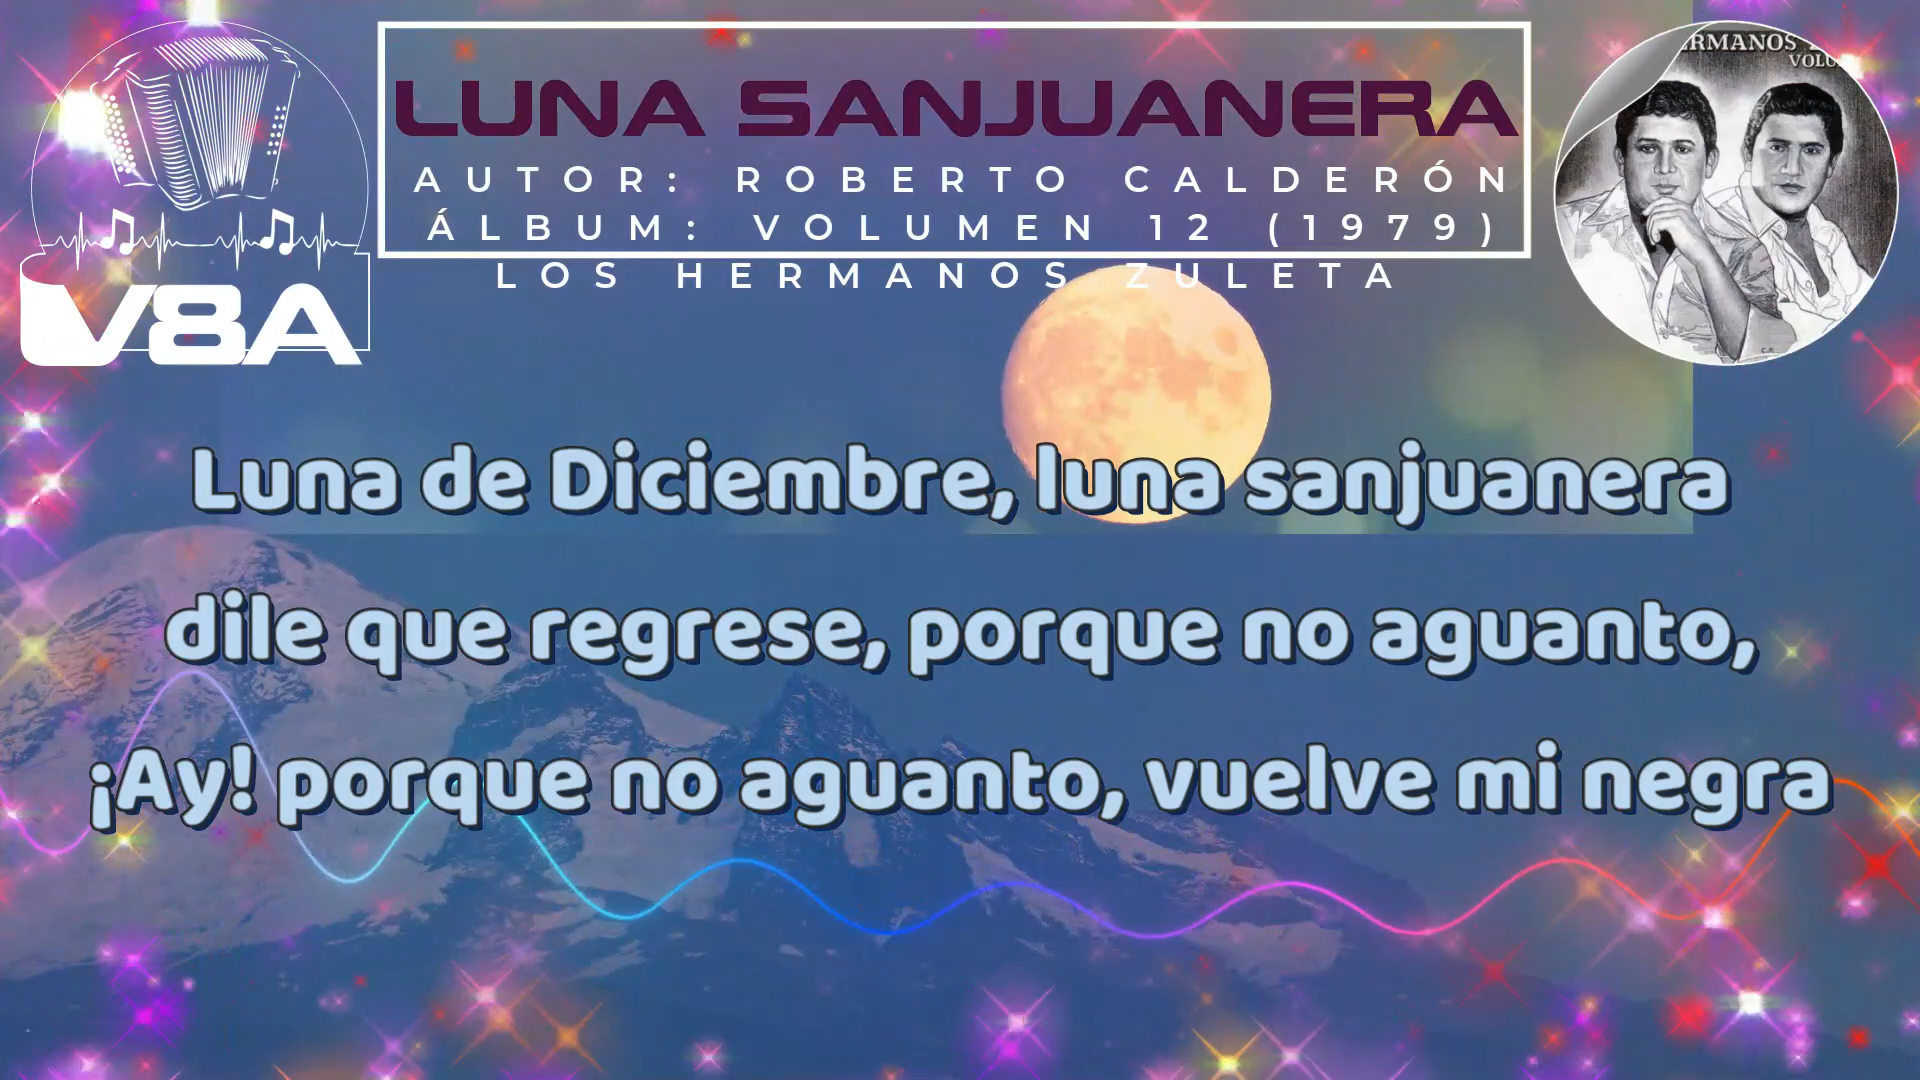 LUNA SANJUANERA
AUTOR: ROBERTO CALDERÓN
ÁLBUM: VOLUMEN 12 (1979)
LOS HERMANOS ZULETA
V8A
ERMANOS
VOLU
Luna de Diciembre, luna sanjuanera
dile que regrese, porque no aguanto,
¡Ay! porque no aguanto, vuelve mi negra